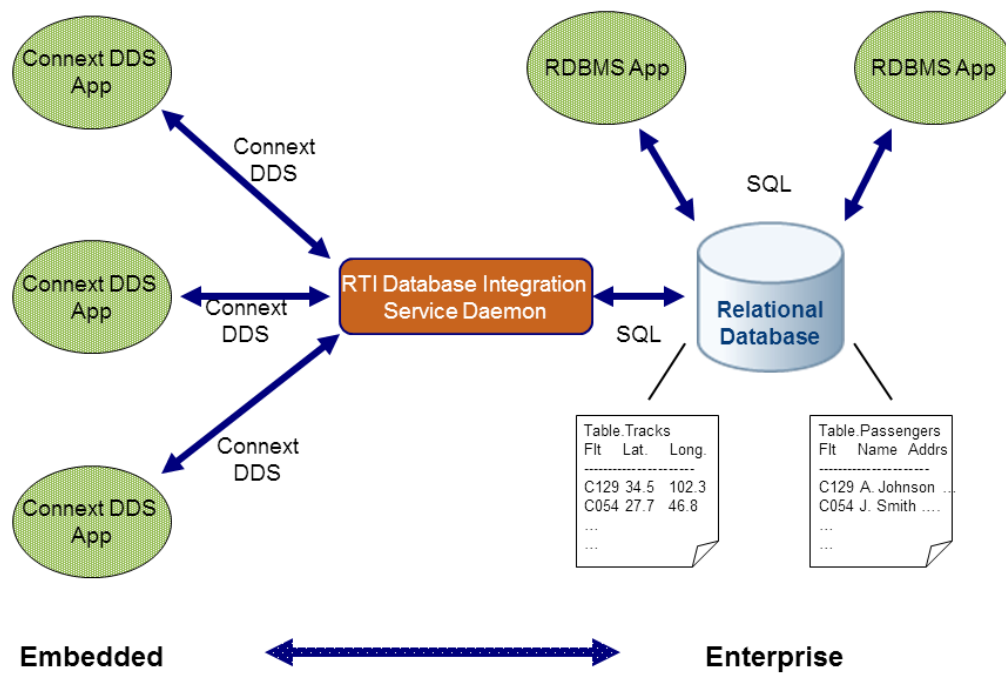 Connext DDS
App
RDBMS App
RDBMS App
Connext
DDS
SQL
Connext DDS
App
Connext
DDS
RTI Database Integration
Service Daemon
SQL
Relational
Database
Connext
DDS
Connext DDS
App
Table.Tracks
Flt Lat. Long.
----------------------
C129 34.5 102.3
C054 27.7 46.8
...
...
Table.Passengers
Flt Name Addrs
----------------------
C129 A. Johnson ...
C054 J. Smith ....
...
...
Embedded
Enterprise